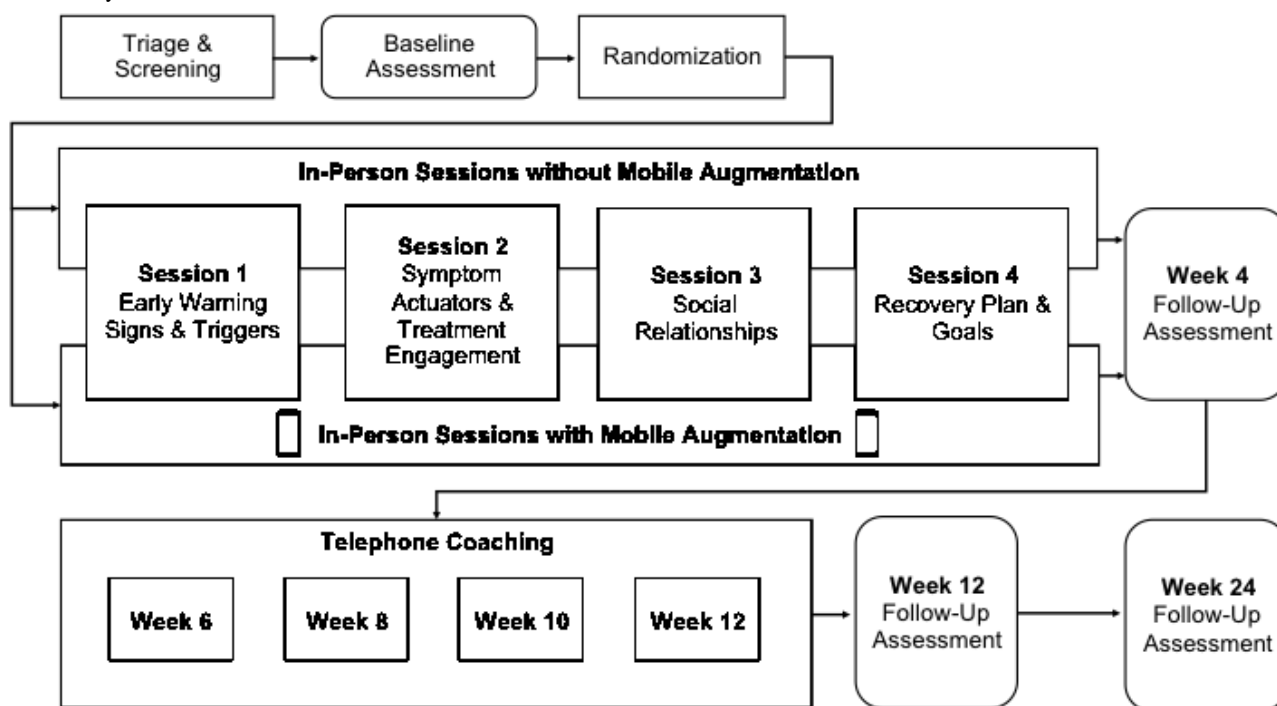 Triage &
Screening
Baseline
Assessment
Randomization
In-Person Sessions without Mobile Augmentation
Session 1
Early Warning
Signs & Triggers
Session 2
Symptom
Actuators &
Treatment
Engagement
Session 3
Social
Relationships
Session 4
Recovery Plan &
Goals
Week 4
Follow-Up
Assessment
In-Person Sessions with Mobile Augmentation
Telephone Coaching
Week 6
Week 8
Week 10
Week 12
Week 12
Follow-Up
Assessment
Week 24
Follow-Up
Assessment